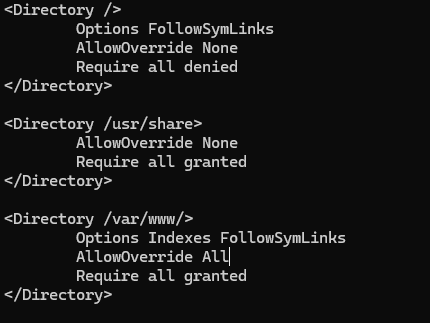 <Directory />
        Options FollowSymLinks
        AllowOverride None
        Require all denied
</Directory>

<Directory /usr/share>
        AllowOverride None
        Require all granted
</Directory>

<Directory /var/www/>
        Options Indexes FollowSymLinks
        AllowOverride All
        Require all granted
</Directory>